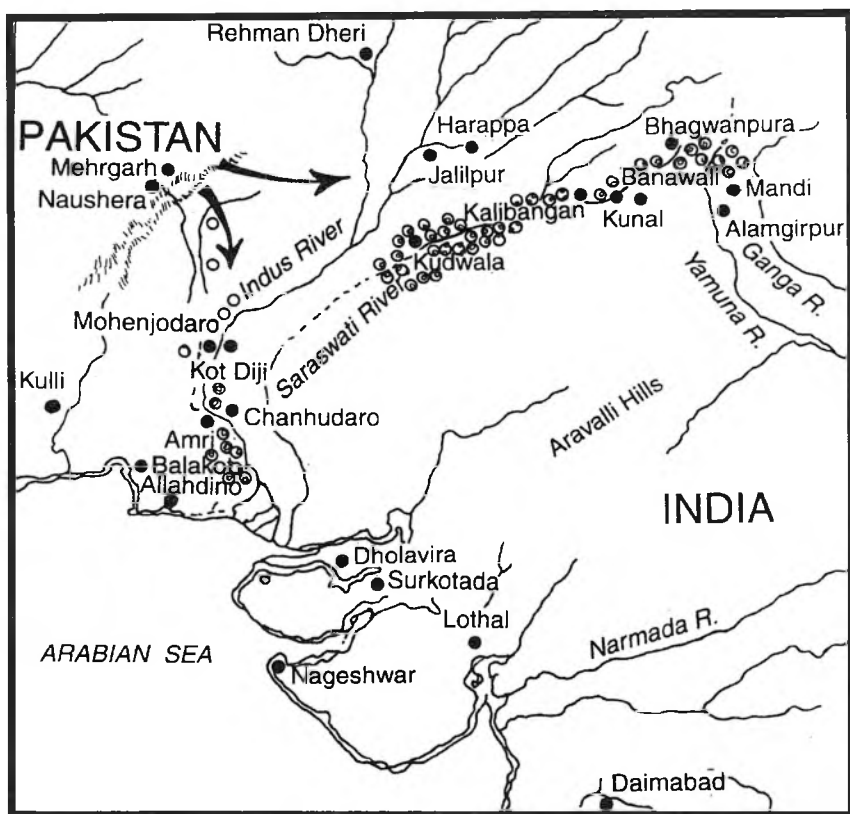 Rehman Dheri
Harappa
Bhagwanpura
PAKISTAN
Mehrgarh
Jalilpur
Banawali
Naushera
Mandi
Kalibangan
Kunal
Alamgirpur
Kudwala
Indus River
Ganga R.
Yamuna R.
Mohenjodaro
Saraswati River
Kot Diji
Kulli
Chanhudaro
Aravalli Hills
Amri
Balakot
Allahdino
INDIA
Dholavira
Surkotada
Lothal
Narmada R.
ARABIAN SEA
Nageshwar
Daimabad